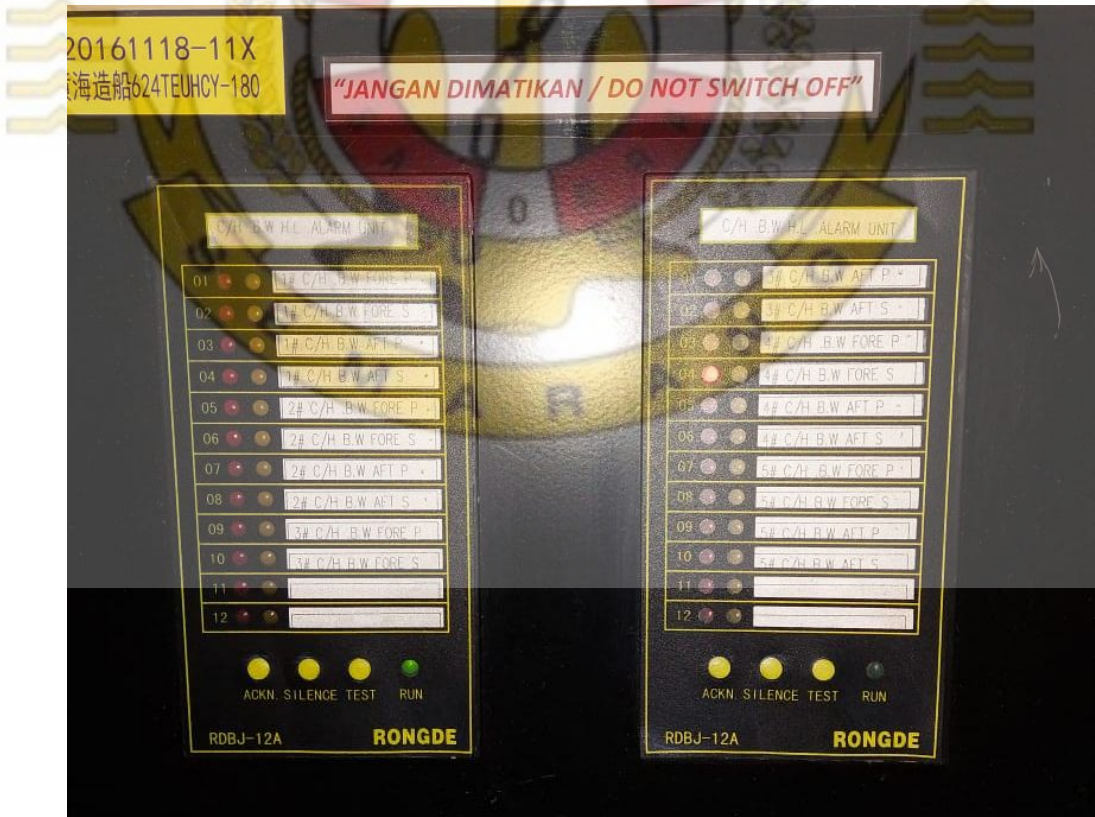 20161118-11X
海造船624TEUHCY-180
"JANGAN DIMATIKAN / DO NOT SWITCH OFF"
C/H B.W H.L ALARM UNIT
01 1# C/H B.W FORE P
02 1# C/H B.W FORE S
03 1# C/H B.W AFT P
04 1# C/H B.W AFT S
05 2# C/H B.W FORE P
06 2# C/H B.W FORE S
07 2# C/H B.W AFT P
08 2# C/H B.W AFT S
09 3# C/H B.W FORE P
10 3# C/H B.W FORE S
11
12
ACKN. SILENCE TEST RUN
RDBJ-12A RONGDE
C/H B.W H.L ALARM UNIT
01 3# C/H B.W AFT P
02 3# C/H B.W AFT S
03 4# C/H B.W FORE P
04 4# C/H B.W FORE S
05 4# C/H B.W AFT P
06 4# C/H B.W AFT S
07 5# C/H B.W FORE P
08 5# C/H B.W FORE S
09 5# C/H B.W AFT P
10 5# C/H B.W AFT S
11
12
ACKN. SILENCE TEST RUN
RDBJ-12A RONGDE